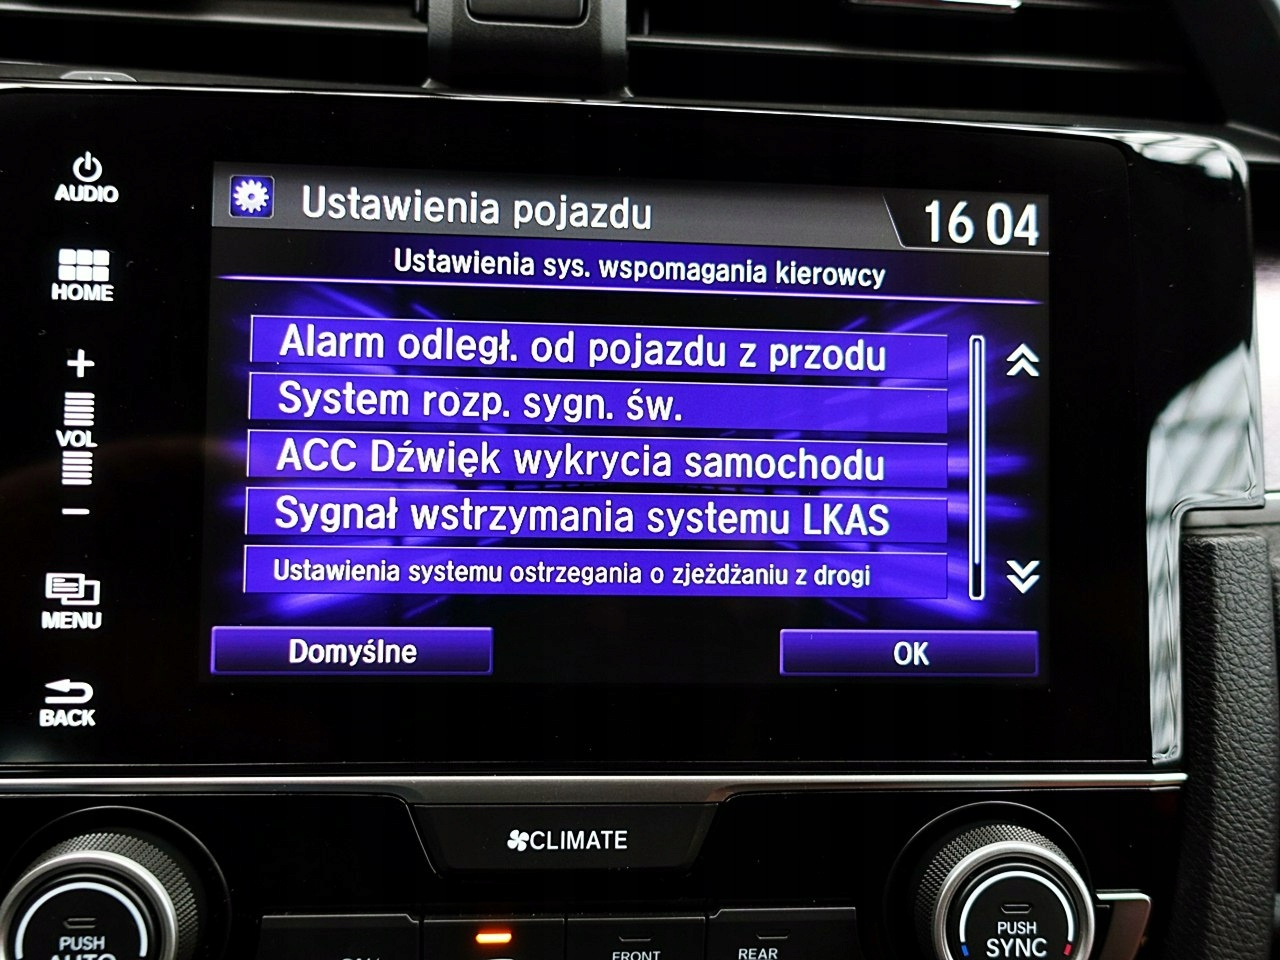 AUDIO
HOME
VOL
MENU
BACK
Ustawienia pojazdu
16 04
Ustawienia sys. wspomagania kierowcy
Alarm odległ. od pojazdu z przodu
System rozp. sygn. św.
ACC Dźwięk wykrycia samochodu
Sygnał wstrzymania systemu LKAS
Ustawienia systemu ostrzegania o zjeżdżaniu z drogi
Domyślne
OK
CLIMATE
PUSH
AUTO
FRONT
REAR
PUSH
SYNC